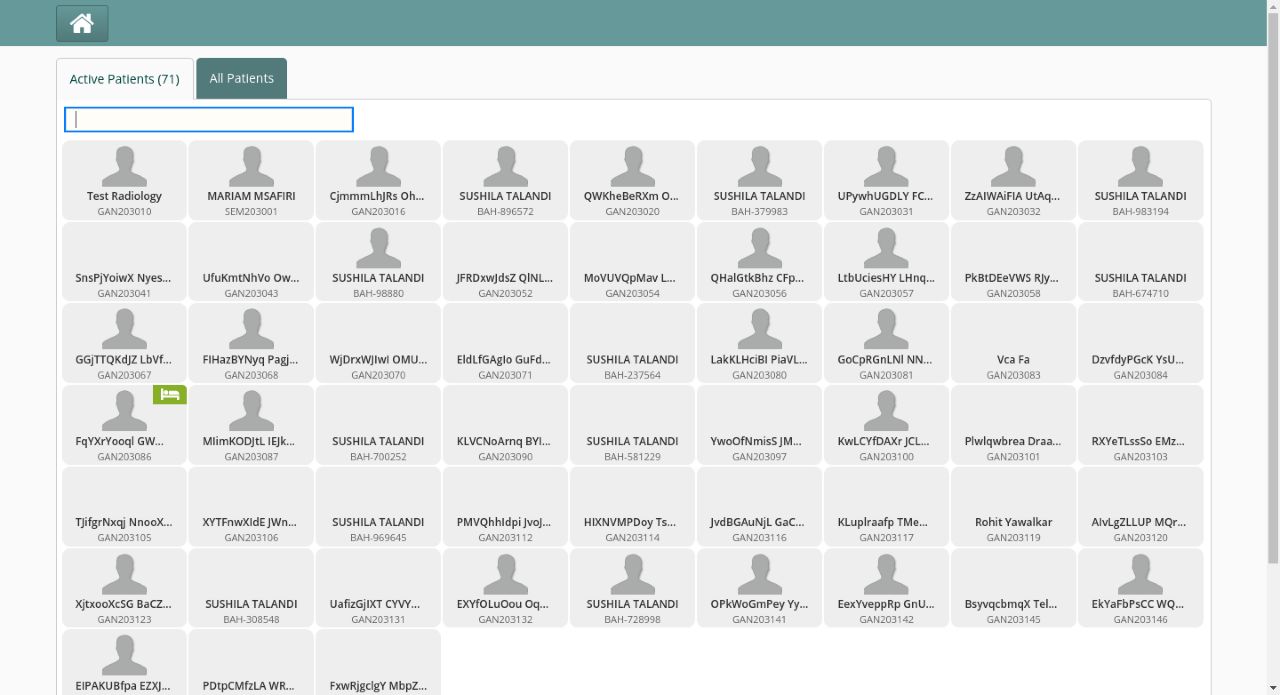 Active Patients (71)
All Patients
Test Radiology
GAN203010
MARIAM MSAFIRI
SEM203001
CjmmmLhJRs Oh...
GAN203016
SUSHILA TALANDI
BAH-896572
QWKheBeRXm O...
GAN203020
SUSHILA TALANDI
BAH-379983
UPywhUGDLY FC...
GAN203031
ZzAIWAiFIA UtAq...
GAN203032
SUSHILA TALANDI
BAH-983194
SnsPjYoiwX Nyes...
GAN203041
UfuKmtNhVo Ow...
GAN203043
SUSHILA TALANDI
BAH-98880
JFRDxwJdsZ QlNL...
GAN203052
MoVUVQpMav L...
GAN203054
QHalGtkBhz CFp...
GAN203056
LtbUciesHY LHnq...
GAN203057
PkBtDEeVWS RJy...
GAN203058
SUSHILA TALANDI
BAH-674710
GGjTTQKdJZ LbVf...
GAN203067
FIHazBYNyq Pagj...
GAN203068
WjDrxWJIwI OMU...
GAN203070
EldLfGAgIo GuFd...
GAN203071
SUSHILA TALANDI
BAH-237564
LakKLHciBI PiaVL...
GAN203080
GoCpRGnLNl NN...
GAN203081
Vca Fa
GAN203083
DzvfdyPGcK YsU...
GAN203084
FqYXrYooql GW...
GAN203086
MIimKODJtL IEJk...
GAN203087
SUSHILA TALANDI
BAH-700252
KLVCNoArnq BYI...
GAN203090
SUSHILA TALANDI
BAH-581229
YwoOfNmisS JM...
GAN203097
KwLCYfDAXr JCL...
GAN203100
Plwlqwbrea Draa...
GAN203101
RXYeTLssSo EMz...
GAN203103
TJifgrNxqj NnooX...
GAN203105
XYTFnwXIdE JWn...
GAN203106
SUSHILA TALANDI
BAH-969645
PMVQhhIdpi JvoJ...
GAN203112
HIXNVMPDoy Ts...
GAN203114
JvdBGAuNjL GaC...
GAN203116
KLuplraafp TMe...
GAN203117
Rohit Yawalkar
GAN203119
AIvLgZLLUP MQr...
GAN203120
XjtxooXcSG BaCZ...
GAN203123
SUSHILA TALANDI
BAH-308548
UafizGjIXT CYVY...
GAN203131
EXYfOLuOou Oq...
GAN203132
SUSHILA TALANDI
BAH-728998
OPkWoGmPey Yy...
GAN203141
EexYveppRp GnU...
GAN203142
BsyvqcbmqX Tel...
GAN203145
EkYaFbPsCC WQ...
GAN203146
EIPAKUBfpa EZXJ...
PDtpCMfzLA WR...
FxwRjgclgY MbpZ...